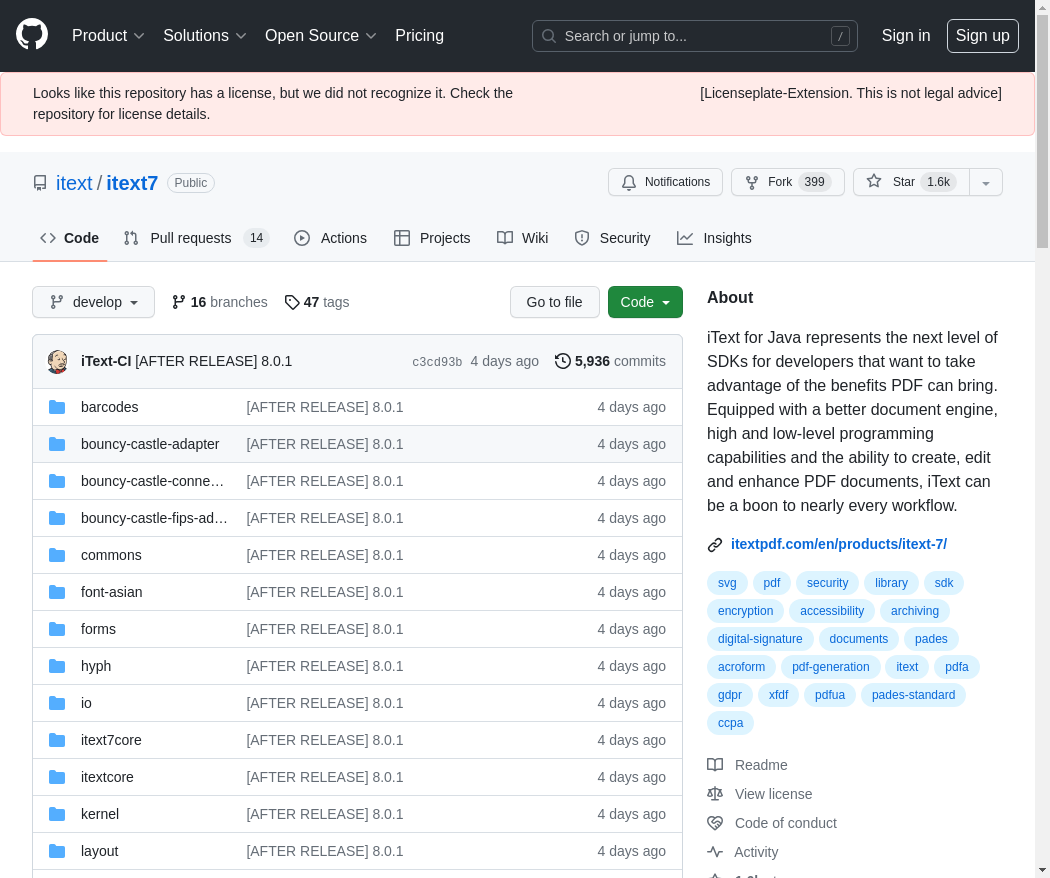 Product
Solutions
Open Source
Pricing
Search or jump to...
/
Sign in
Sign up
Looks like this repository has a license, but we did not recognize it. Check the
repository for license details.
[Licenseplate-Extension. This is not legal advice]
itext / itext7 Public
Notifications
Fork 399
Star 1.6k
Code
Pull requests 14
Actions
Projects
Wiki
Security
Insights
develop
16 branches
47 tags
Go to file
Code
iText-CI [AFTER RELEASE] 8.0.1 c3cd93b 4 days ago 5,936 commits
barcodes [AFTER RELEASE] 8.0.1 4 days ago
bouncy-castle-adapter [AFTER RELEASE] 8.0.1 4 days ago
bouncy-castle-conne… [AFTER RELEASE] 8.0.1 4 days ago
bouncy-castle-fips-ad… [AFTER RELEASE] 8.0.1 4 days ago
commons [AFTER RELEASE] 8.0.1 4 days ago
font-asian [AFTER RELEASE] 8.0.1 4 days ago
forms [AFTER RELEASE] 8.0.1 4 days ago
hyph [AFTER RELEASE] 8.0.1 4 days ago
io [AFTER RELEASE] 8.0.1 4 days ago
itext7core [AFTER RELEASE] 8.0.1 4 days ago
itextcore [AFTER RELEASE] 8.0.1 4 days ago
kernel [AFTER RELEASE] 8.0.1 4 days ago
layout [AFTER RELEASE] 8.0.1 4 days ago
About
iText for Java represents the next level of
SDKs for developers that want to take
advantage of the benefits PDF can bring.
Equipped with a better document engine,
high and low-level programming
capabilities and the ability to create, edit
and enhance PDF documents, iText can
be a boon to nearly every workflow.
itextpdf.com/en/products/itext-7/
svg pdf security library sdk
encryption accessibility archiving
digital-signature documents pades
acroform pdf-generation itext pdfa
gdpr xfdf pdfua pades-standard
ccpa
Readme
View license
Code of conduct
Activity